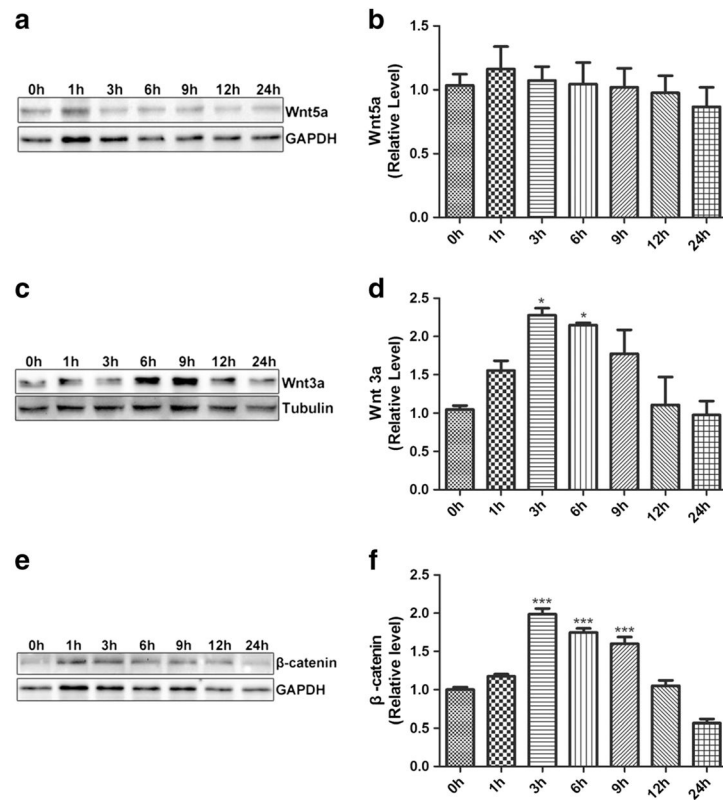 a
0h 1h 3h 6h 9h 12h 24h
Wnt5a
GAPDH
b
Wnt5a
(Relative Level)
1.5
1.0
0.5
0.0
0h 1h 3h 6h 9h 12h 24h
c
0h 1h 3h 6h 9h 12h 24h
Wnt3a
Tubulin
d
Wnt 3a
(Relative Level)
2.5
2.0
1.5
1.0
0.5
0.0
* *
0h 1h 3h 6h 9h 12h 24h
e
0h 1h 3h 6h 9h 12h 24h
β-catenin
GAPDH
f
β -catenin
(Relative level)
2.5
2.0
1.5
1.0
0.5
0.0
*** *** ***
0h 1h 3h 6h 9h 12h 24h